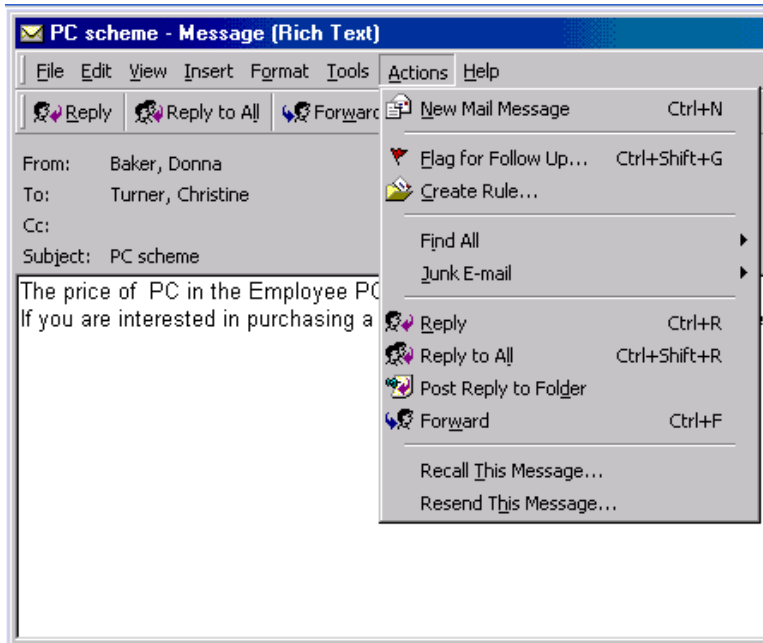 PC scheme - Message (Rich Text)
File Edit View Insert Format Tools Actions Help
Reply Reply to All Forward
New Mail Message Ctrl+N
Flag for Follow Up... Ctrl+Shift+G
Create Rule...
Find All
Junk E-mail
Reply Ctrl+R
Reply to All Ctrl+Shift+R
Post Reply to Folder
Forward Ctrl+F
Recall This Message...
Resend This Message...
From: Baker, Donna
To: Turner, Christine
Cc:
Subject: PC scheme
The price of PC in the Employee PC
If you are interested in purchasing a